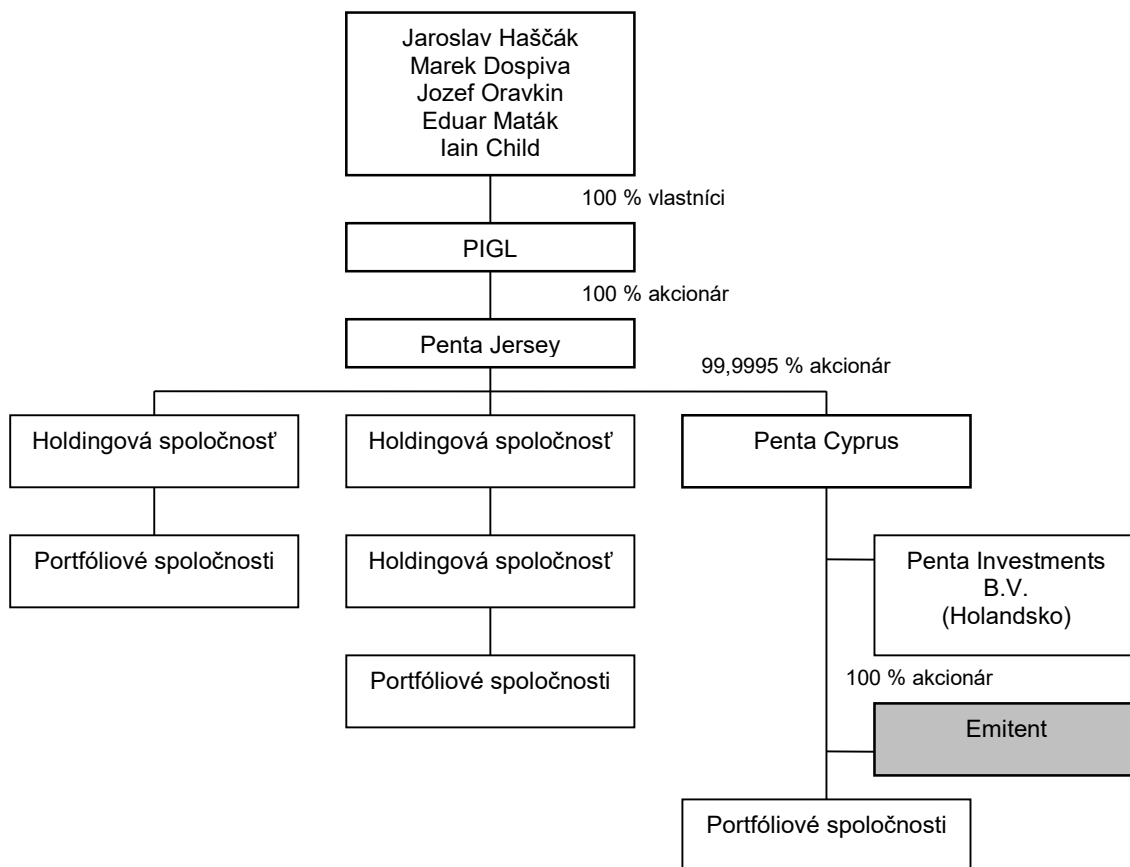 Jaroslav Haščák
Marek Dospiva
Jozef Oravkin
Eduar Maták
Iain Child
100 % vlastníci
PIGL
100 % akcionár
Penta Jersey
99,9995 % akcionár
Holdingová spoločnosť
Holdingová spoločnosť
Penta Cyprus
Portfóliové spoločnosti
Holdingová spoločnosť
Penta Investments
B.V.
(Holandsko)
Portfóliové spoločnosti
100 % akcionár
Emitent
Portfóliové spoločnosti